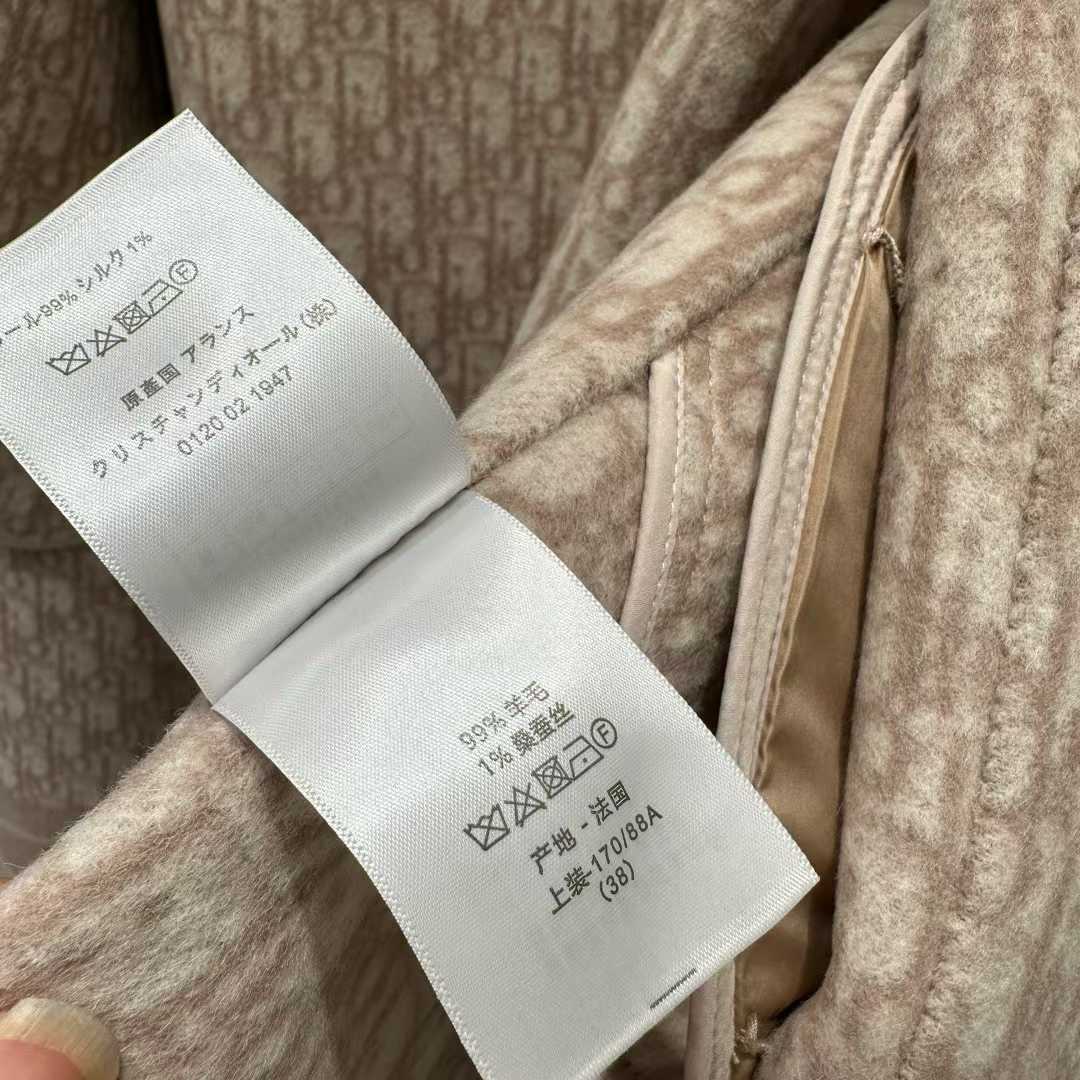 ール99% シルク1%
F
原産国 アランス
クリスチャンディオール (株)
0120 02 1947
99% 羊毛
1% 桑蚕丝
F
产地 - 法国
上装-170/88A
(38)